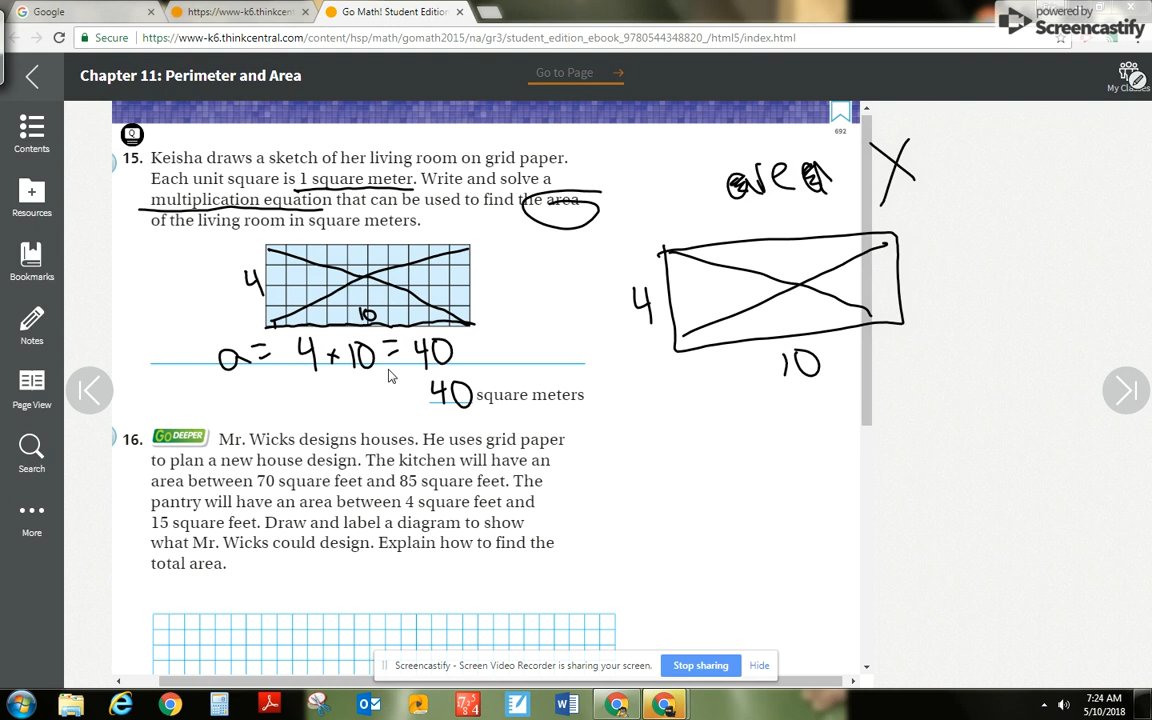 Google
https://www-k6.thinkcent
Go Math! Student Edition
powered by
Screencastify
Secure
https://www-k6.thinkcentral.com/content/hsp/math/gomath2015/na/gr3/student_edition_ebook_9780544348820_/html5/index.html
Chapter 11: Perimeter and Area
Go to Page
My Classes
Contents
Resources
Bookmarks
Notes
Page View
Search
More
692
15. Keisha draws a sketch of her living room on grid paper.
Each unit square is 1 square meter. Write and solve a
multiplication equation that can be used to find the area
of the living room in square meters.
4
10
a = 4 × 10 = 40
40 square meters
area X
4
10
16. GO DEEPER Mr. Wicks designs houses. He uses grid paper
to plan a new house design. The kitchen will have an
area between 70 square feet and 85 square feet. The
pantry will have an area between 4 square feet and
15 square feet. Draw and label a diagram to show
what Mr. Wicks could design. Explain how to find the
total area.
Screencastify - Screen Video Recorder is sharing your screen.
Stop sharing
Hide
7:24 AM
5/10/2018